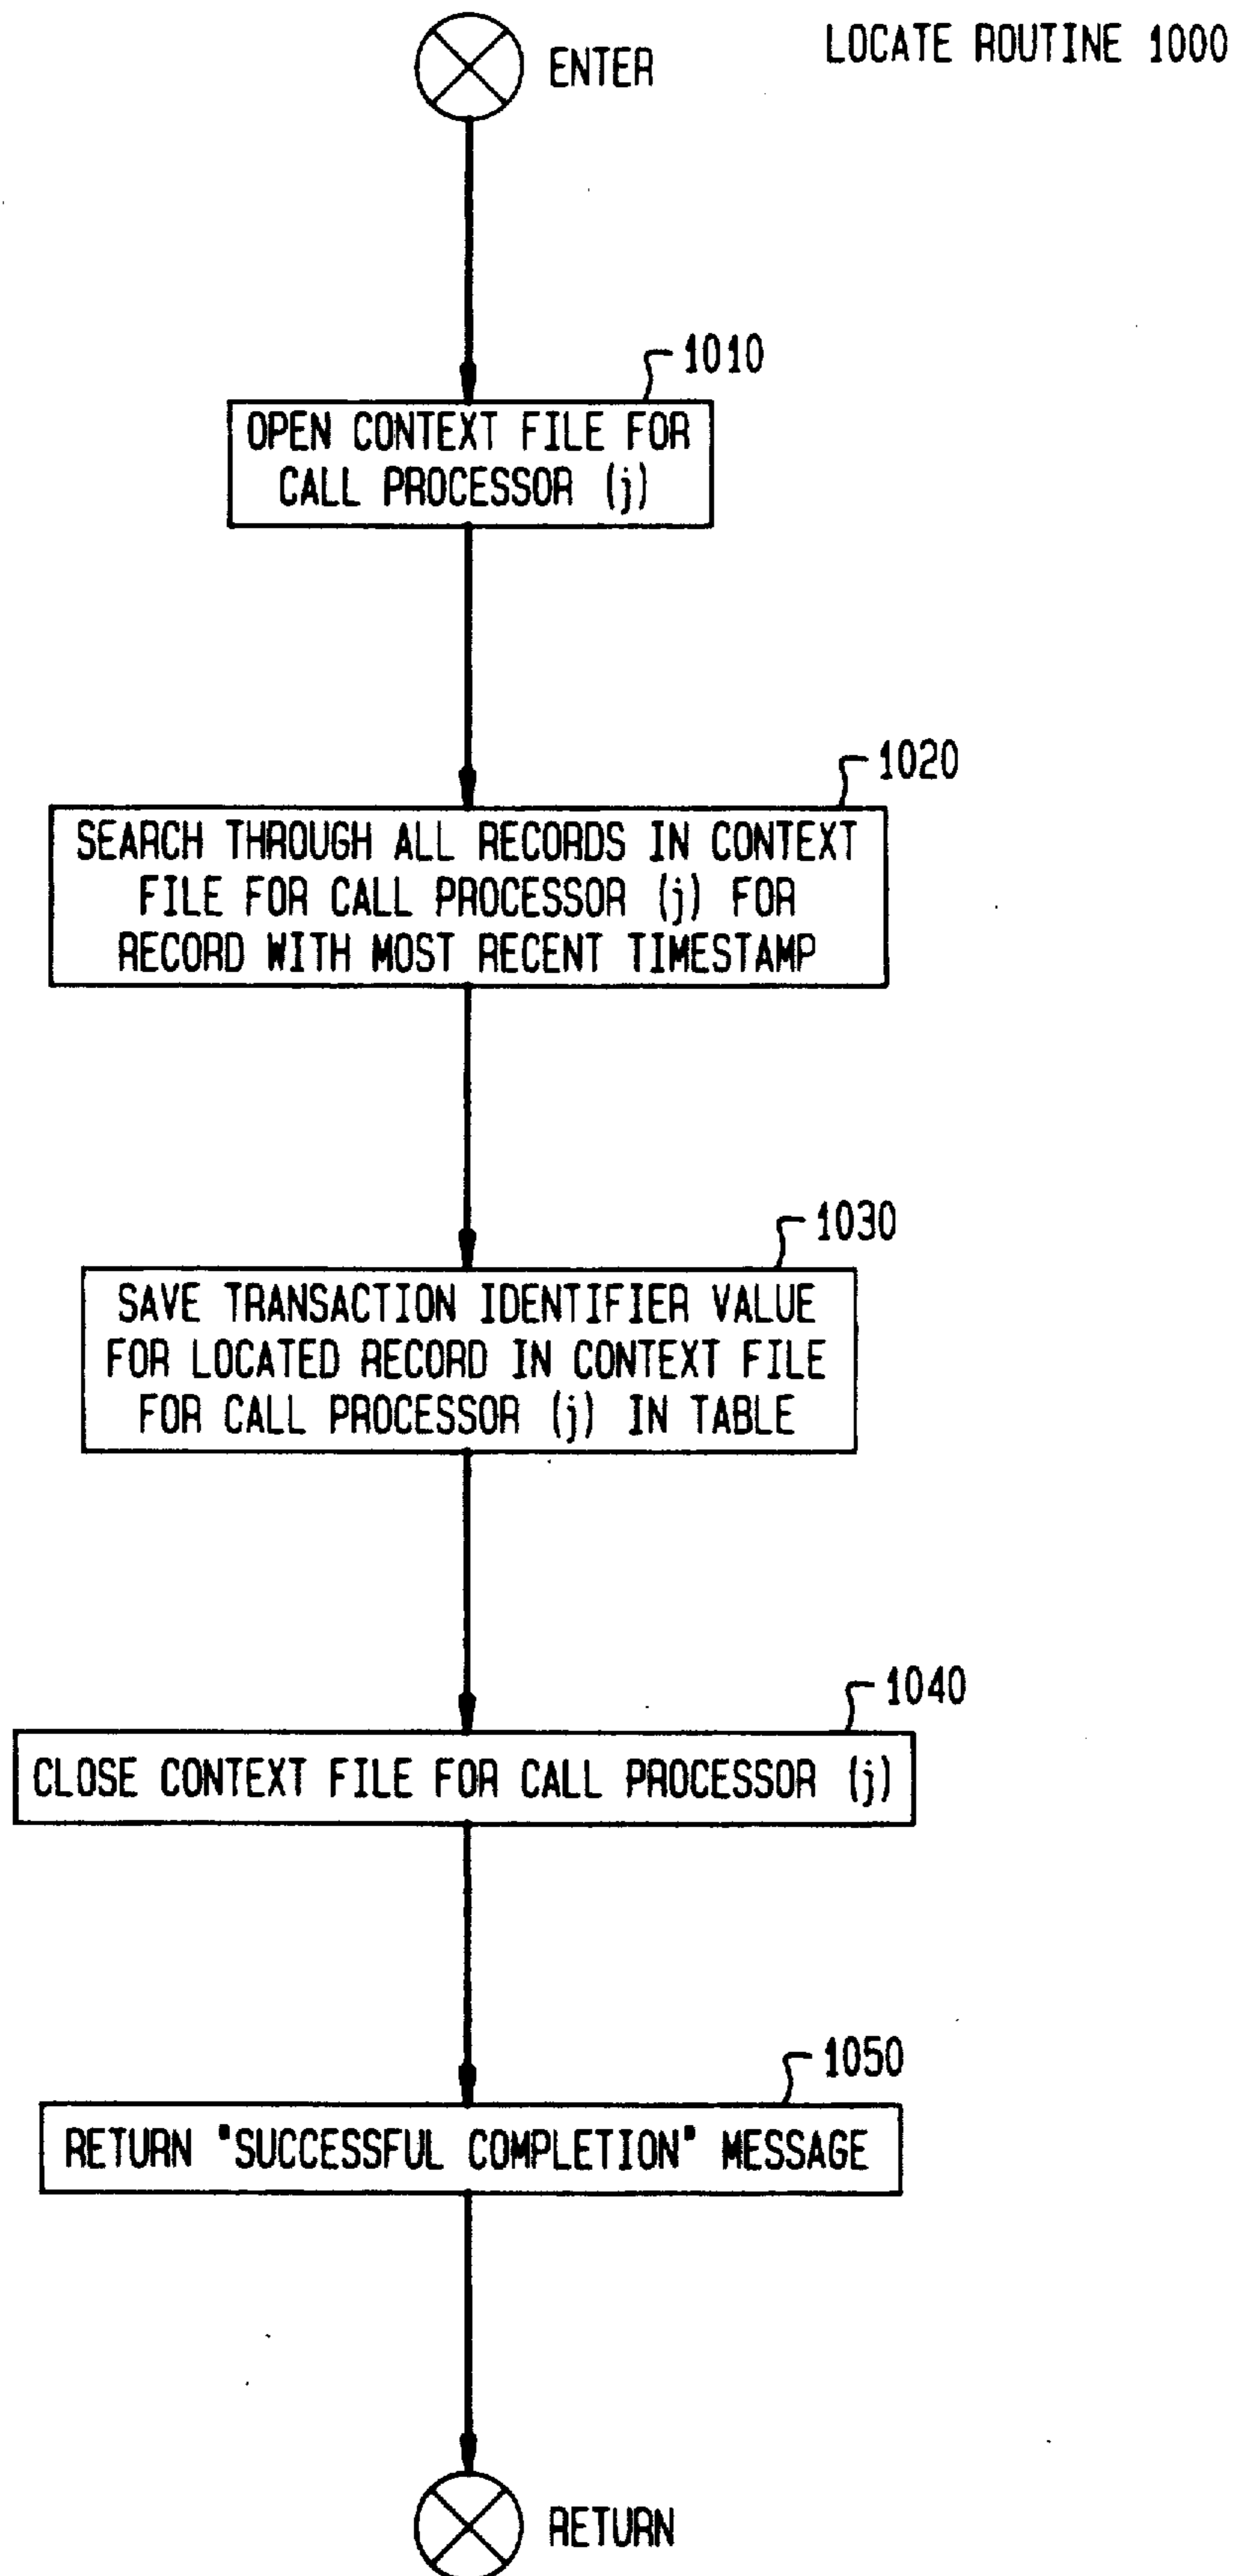 LOCATE ROUTINE 1000
ENTER
1010
OPEN CONTEXT FILE FOR
CALL PROCESSOR (j)
1020
SEARCH THROUGH ALL RECORDS IN CONTEXT
FILE FOR CALL PROCESSOR (j) FOR
RECORD WITH MOST RECENT TIMESTAMP
1030
SAVE TRANSACTION IDENTIFIER VALUE
FOR LOCATED RECORD IN CONTEXT FILE
FOR CALL PROCESSOR (j) IN TABLE
1040
CLOSE CONTEXT FILE FOR CALL PROCESSOR (j)
1050
RETURN "SUCCESSFUL COMPLETION" MESSAGE
RETURN